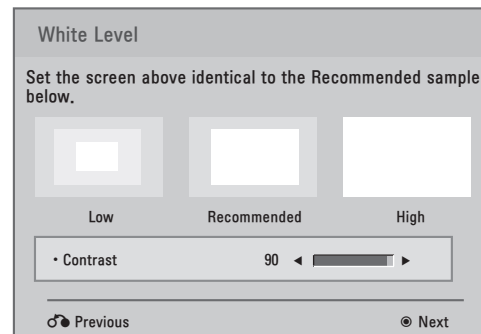 White Level
Set the screen above identical to the Recommended sample
below.
Low Recommended High
• Contrast 90 ◄ ►
Previous ◉ Next